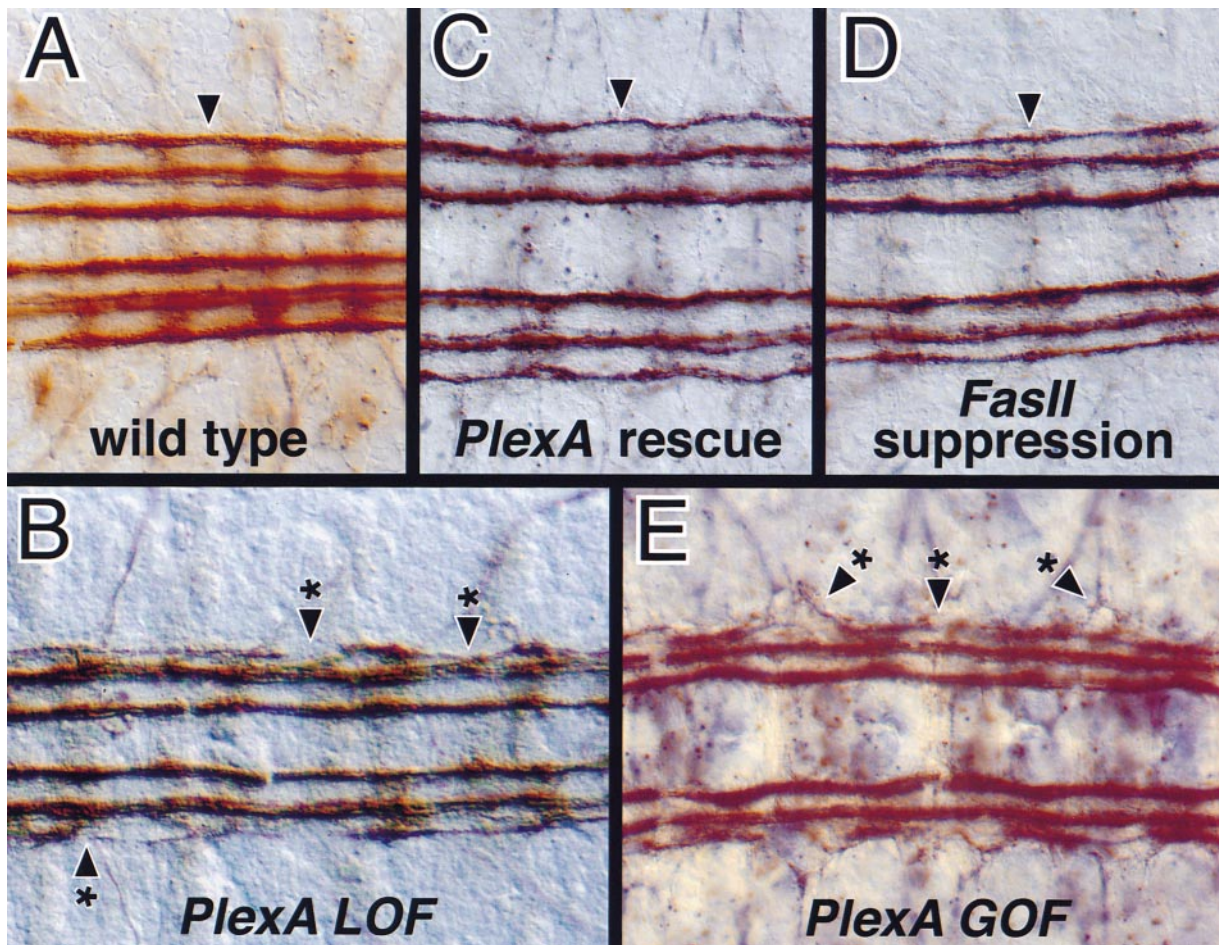 A
wild type
C
PlexA rescue
D
FasII
suppression
B
*
*
*
PlexA LOF
E
*
*
*
PlexA GOF